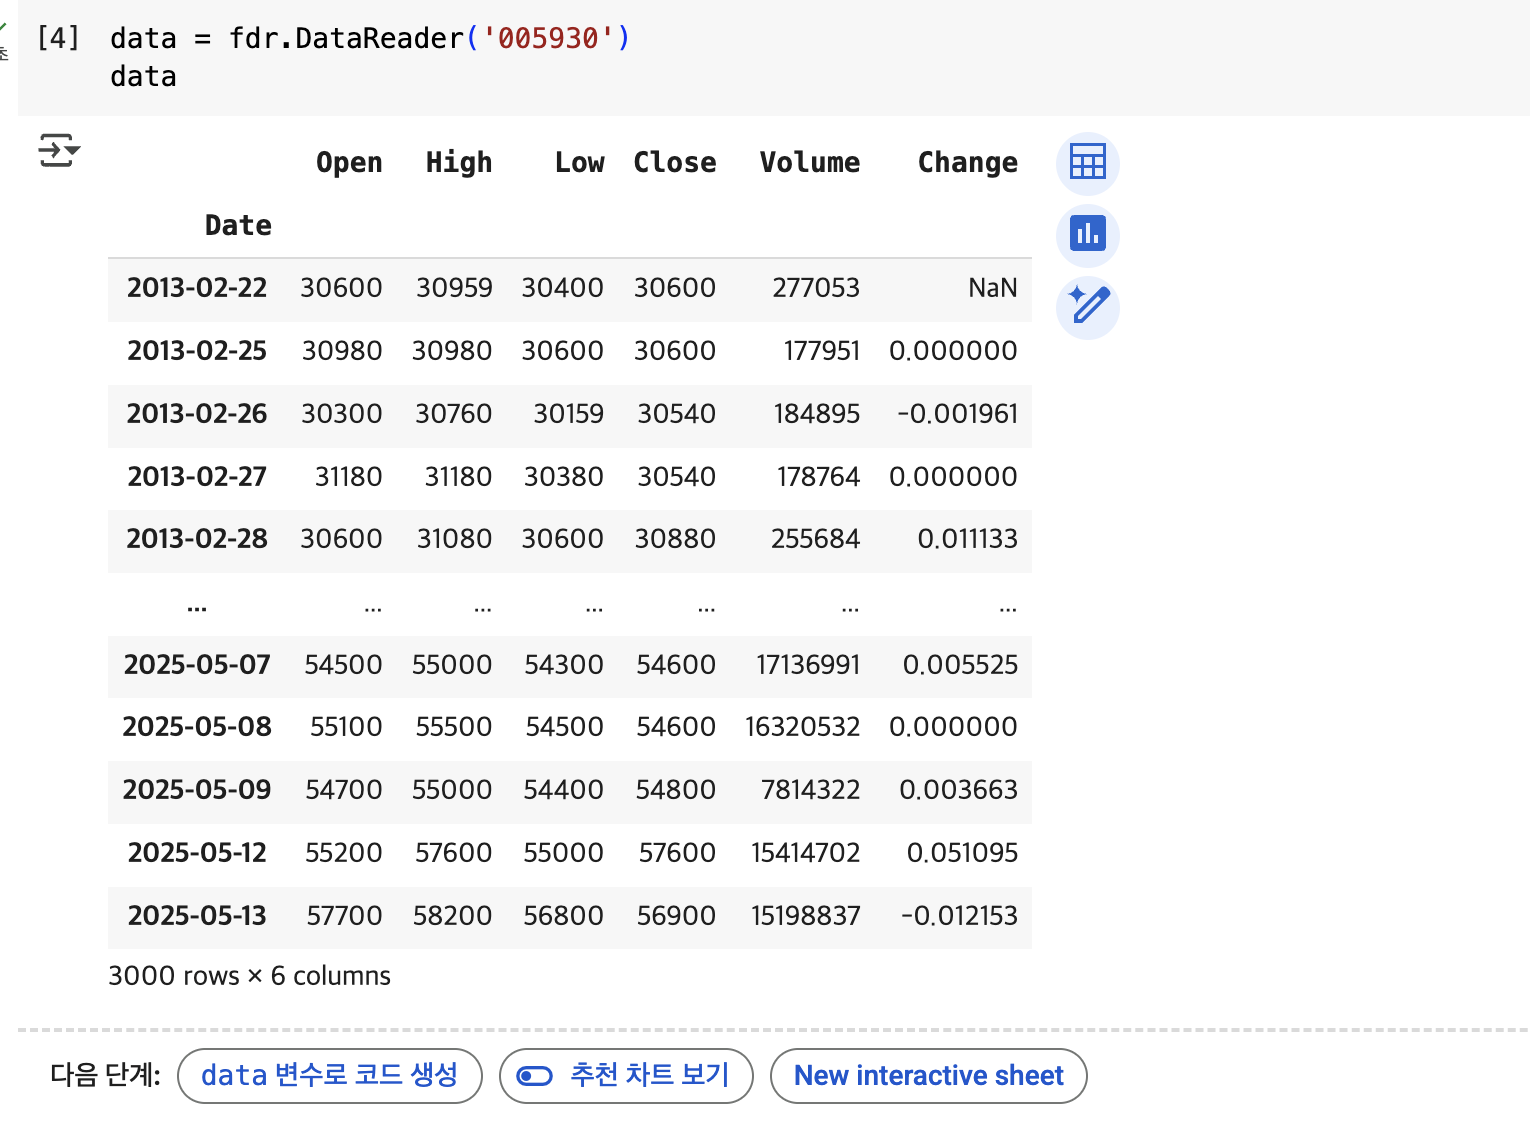 [4] data = fdr.DataReader('005930')
data
초
Open High Low Close Volume Change
Date
2013-02-22 30600 30959 30400 30600 277053 NaN
2013-02-25 30980 30980 30600 30600 177951 0.000000
2013-02-26 30300 30760 30159 30540 184895 -0.001961
2013-02-27 31180 31180 30380 30540 178764 0.000000
2013-02-28 30600 31080 30600 30880 255684 0.011133
... ... ... ... ... ... ...
2025-05-07 54500 55000 54300 54600 17136991 0.005525
2025-05-08 55100 55500 54500 54600 16320532 0.000000
2025-05-09 54700 55000 54400 54800 7814322 0.003663
2025-05-12 55200 57600 55000 57600 15414702 0.051095
2025-05-13 57700 58200 56800 56900 15198837 -0.012153
3000 rows × 6 columns
다음 단계: data 변수로 코드 생성 추천 차트 보기 New interactive sheet